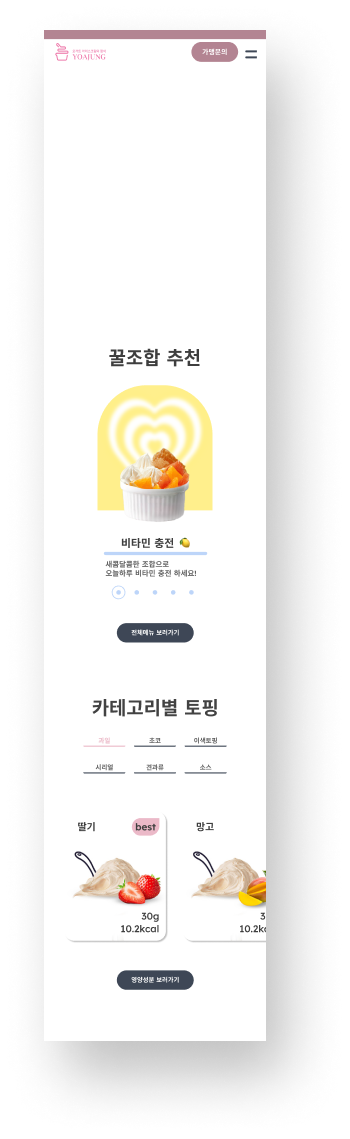 YOAJUNG
가맹문의
꿀조합 추천
비타민 충전 🍋
새콤달콤한 조합으로
오늘하루 비타민 충전 하세요!
전체메뉴 보러가기
카테고리별 토핑
과일 초코 이색토핑
시리얼 견과류 소스
딸기 best 망고
30g 3
10.2kcal 10.2kc
영양성분 보러가기